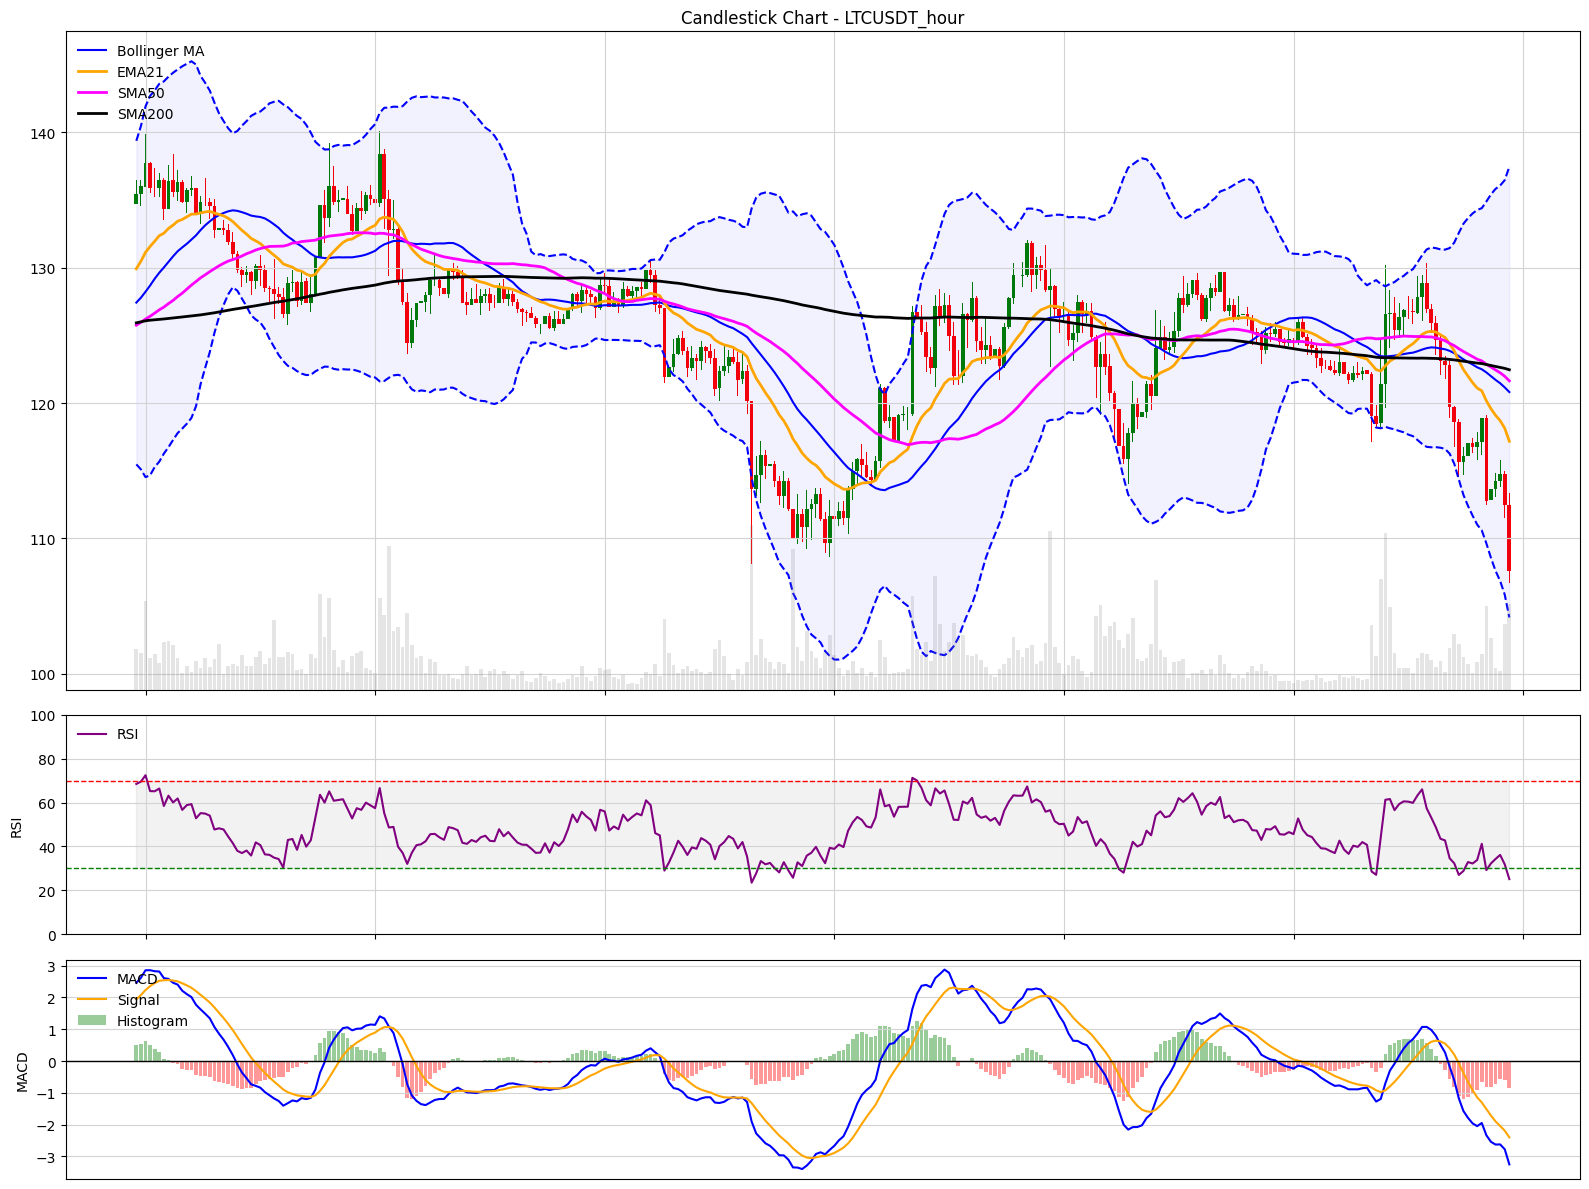 Candlestick Chart - LTCUSDT_hour
Bollinger MA
EMA21
SMA50
SMA200
140
130
120
110
100
100
80
60
40
20
0
RSI
RSI
3
2
1
0
−1
−2
−3
MACD
MACD
Signal
Histogram